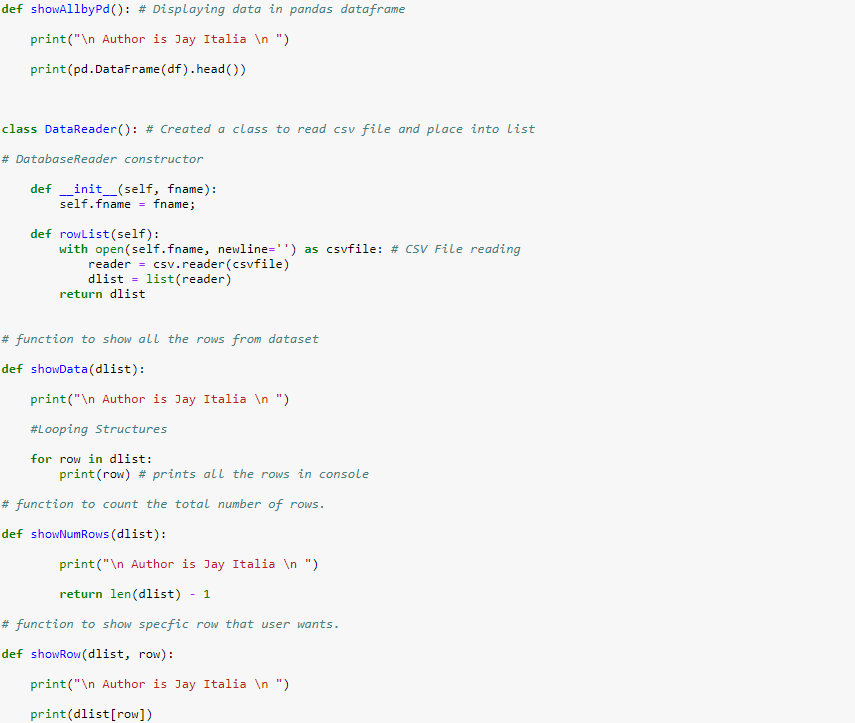 def showAllbyPd(): # Displaying data in pandas dataframe
    print("\n Author is Jay Italia \n ")
    print(pd.DataFrame(df).head())
class DataReader(): # Created a class to read csv file and place into list
# DatabaseReader constructor
    def __init__(self, fname):
        self.fname = fname;
    def rowList(self):
        with open(self.fname, newline='') as csvfile: # CSV File reading
            reader = csv.reader(csvfile)
            dlist = list(reader)
        return dlist
# function to show all the rows from dataset
def showData(dlist):
    print("\n Author is Jay Italia \n ")
    #Looping Structures
    for row in dlist:
        print(row) # prints all the rows in console
# function to count the total number of rows.
def showNumRows(dlist):
        print("\n Author is Jay Italia \n ")
        return len(dlist) - 1
# function to show specfic row that user wants.
def showRow(dlist, row):
    print("\n Author is Jay Italia \n ")
    print(dlist[row])